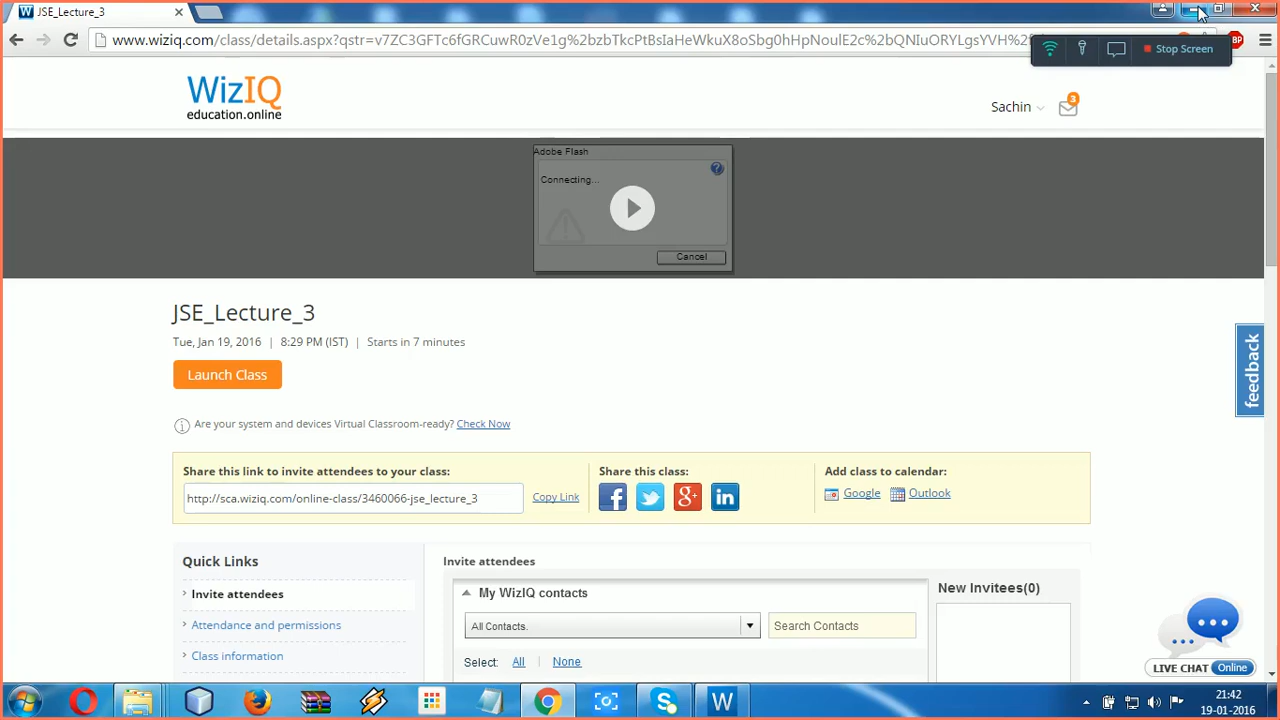 JSE_Lecture_3
www.wiziq.com/class/details.aspx?qstr=
BP
Stop Screen
WizIQ
education.online
Sachin
3
Adobe Flash
Connecting...
Cancel
JSE_Lecture_3
Tue, Jan 19, 2016 | 8:29 PM (IST) | Starts in 7 minutes
Launch Class
Are your system and devices Virtual Classroom-ready? Check Now
feedback
Share this link to invite attendees to your class:
http://sca.wiziq.com/online-class/3460066-jse_lecture_3
Copy Link
Share this class:
Add class to calendar:
Google
Outlook
Quick Links
Invite attendees
Attendance and permissions
Class information
Invite attendees
My WizIQ contacts
All Contacts.
Search Contacts
Select: All | None
New Invitees(0)
LIVE CHAT Online
21:42
19-01-2016